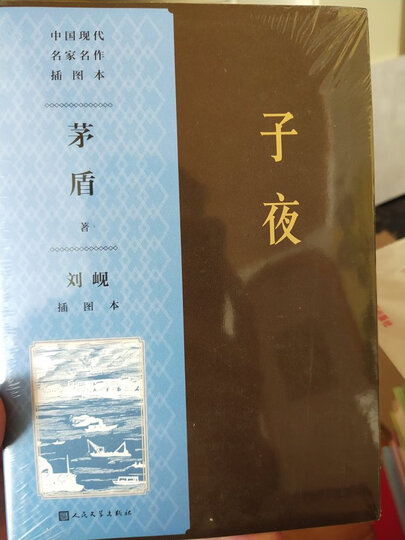 中国现代
名家名作
插图本
茅盾
著
刘岘
插图本
人民文学出版社
子夜